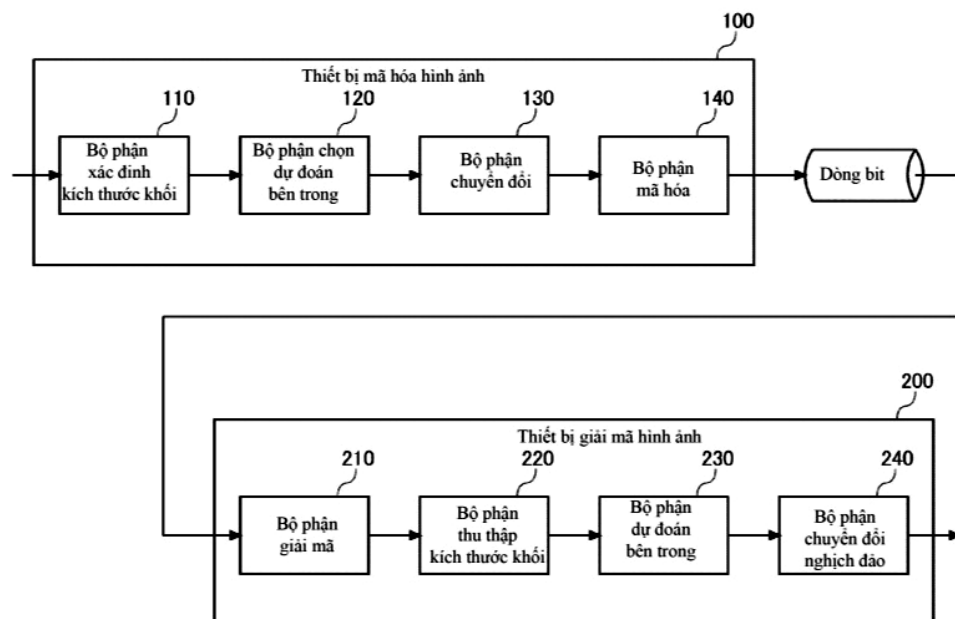 100
Thiết bị mã hóa hình ảnh
110
120
130
140
Bộ phận
xác đinh
kích thước khối
Bộ phận chọn
dự đoán
bên trong
Bộ phận
chuyển đổi
Bộ phận
mã hóa
Dòng bit
200
Thiết bị giải mã hình ảnh
210
220
230
240
Bộ phận
giải mã
Bộ phận
thu thập
kích thước khối
Bộ phận
dự đoán
bên trong
Bộ phận
chuyển đổi
nghịch đảo